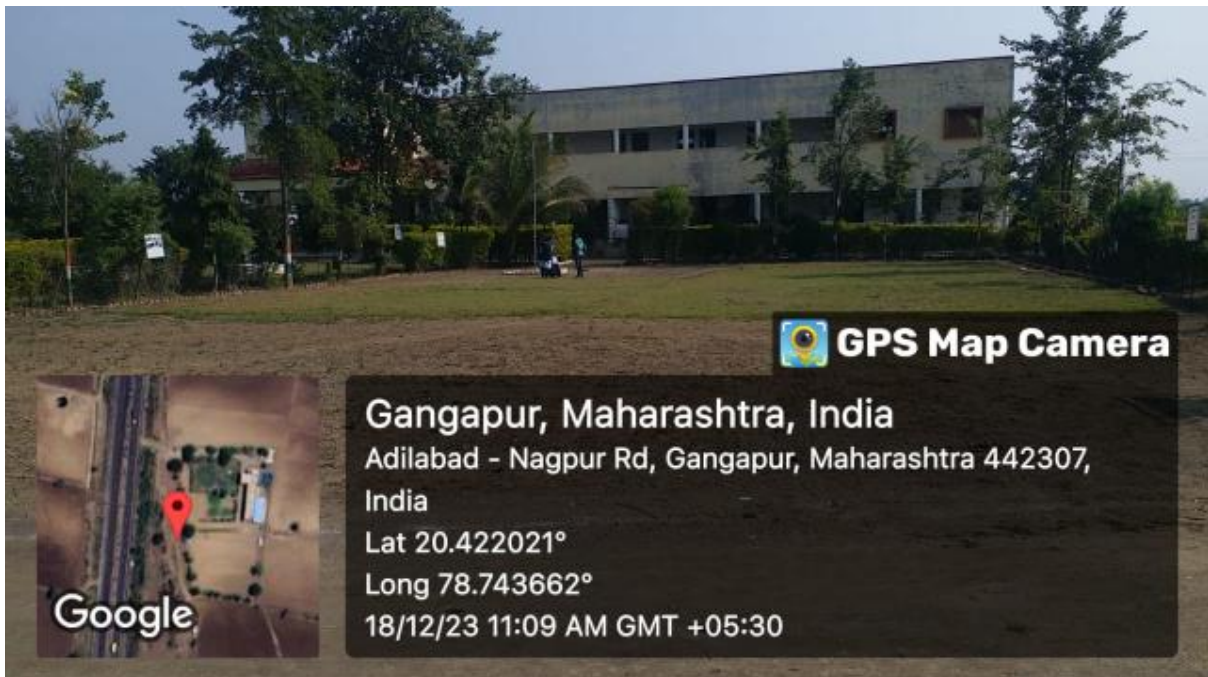 GPS Map Camera
Gangapur, Maharashtra, India
Adilabad - Nagpur Rd, Gangapur, Maharashtra 442307,
India
Lat 20.422021°
Long 78.743662°
18/12/23 11:09 AM GMT +05:30
Google